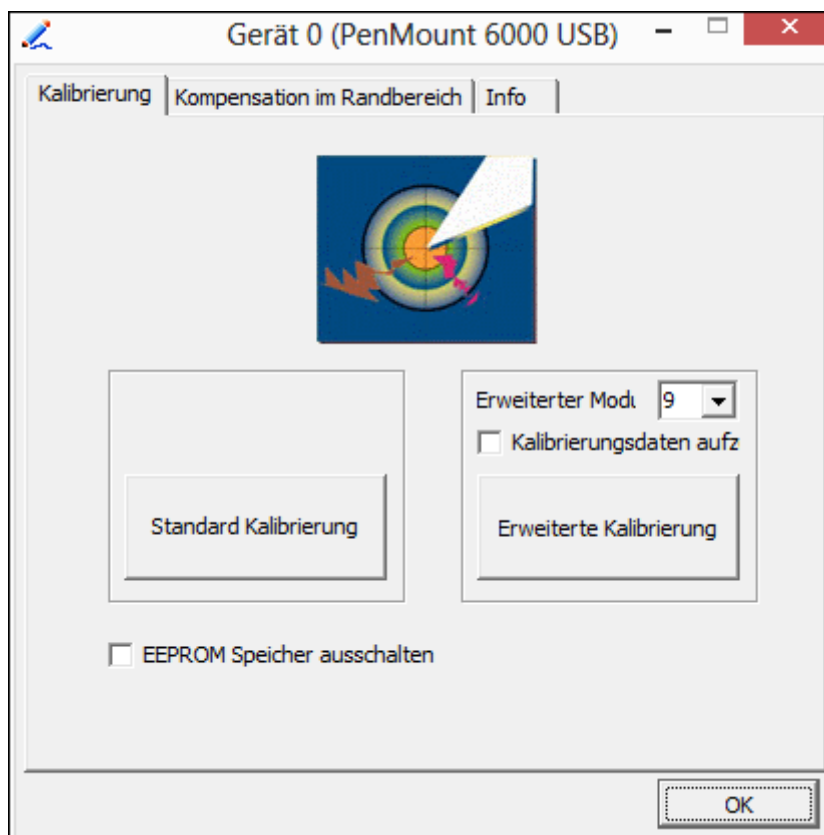 Gerät 0 (PenMount 6000 USB)
Kalibrierung
Kompensation im Randbereich
Info
Erweiterter Modu
9
Kalibrierungsdaten aufz
Standard Kalibrierung
Erweiterte Kalibrierung
EEPROM Speicher ausschalten
OK